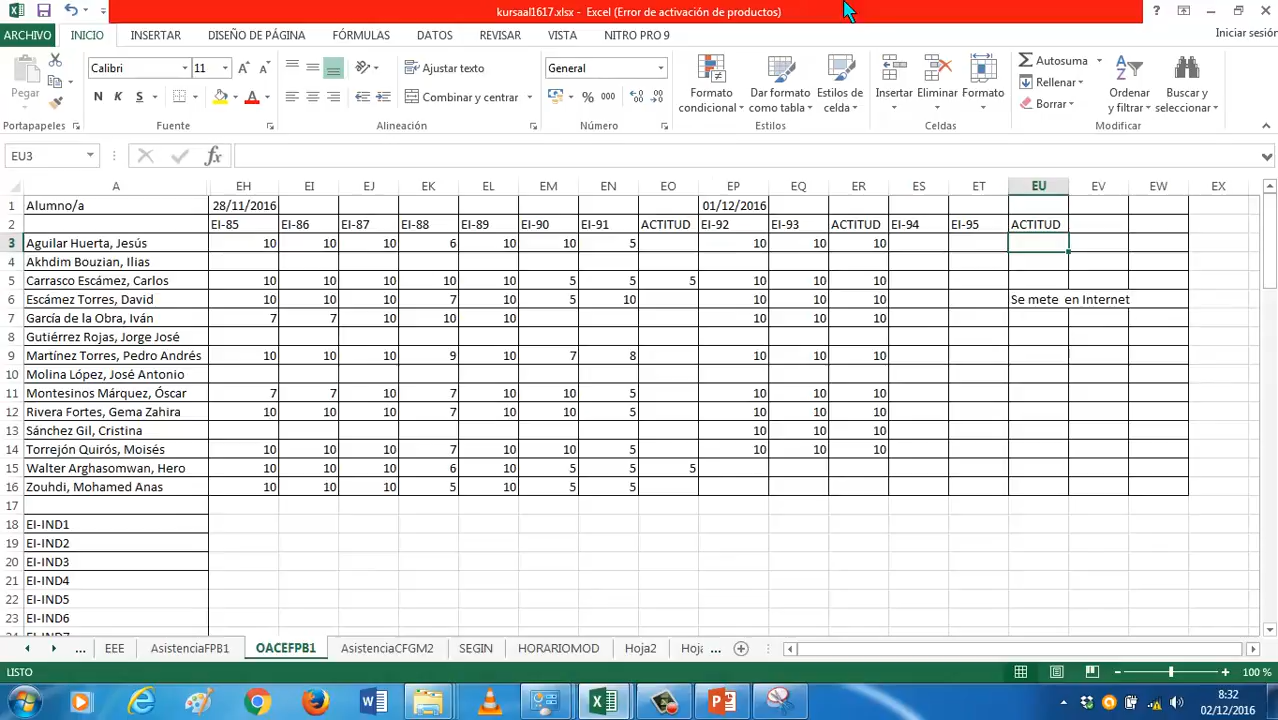 kursaal1617.xlsx - Excel (Error de activación de productos)
ARCHIVO INICIO INSERTAR DISEÑO DE PÁGINA FÓRMULAS DATOS REVISAR VISTA NITRO PRO 9 Iniciar sesión
Calibri 11 Ajustar texto General Autosuma
Pegar N K S Combinar y centrar % 000 Formato condicional Dar formato como tabla Estilos de celda Insertar Eliminar Formato Rellenar Borrar Ordenar y filtrar Buscar y seleccionar
Portapapeles Fuente Alineación Número Estilos Celdas Modificar
EU3 fx
A EH EI EJ EK EL EM EN EO EP EQ ER ES ET EU EV EW EX
1 Alumno/a 28/11/2016 01/12/2016
2 EI-85 EI-86 EI-87 EI-88 EI-89 EI-90 EI-91 ACTITUD EI-92 EI-93 ACTITUD EI-94 EI-95 ACTITUD
3 Aguilar Huerta, Jesús 10 10 10 6 10 10 5 10 10 10
4 Akhdim Bouzian, Ilias
5 Carrasco Escámez, Carlos 10 10 10 10 10 5 5 5 10 10 10
6 Escámez Torres, David 10 10 10 7 10 5 10 10 10 10 Se mete en Internet
7 García de la Obra, Iván 7 7 10 10 10 10 10 10
8 Gutiérrez Rojas, Jorge José
9 Martínez Torres, Pedro Andrés 10 10 10 9 10 7 8 10 10 10
10 Molina López, José Antonio
11 Montesinos Márquez, Óscar 7 7 10 7 10 10 5 10 10 10
12 Rivera Fortes, Gema Zahira 10 10 10 7 10 10 5 10 10 10
13 Sánchez Gil, Cristina 10 10 10
14 Torrejón Quirós, Moisés 10 10 10 7 10 10 5 10 10 10
15 Walter Arghasomwan, Hero 10 10 10 6 10 5 5 5
16 Zouhdi, Mohamed Anas 10 10 10 5 10 5 5
17
18 EI-IND1
19 EI-IND2
20 EI-IND3
21 EI-IND4
22 EI-IND5
23 EI-IND6
... EEE AsistenciaFPB1 OACEFPB1 AsistenciaCFGM2 SEGIN HORARIOMOD Hoja2 Hoja ...
LISTO 100 %
8:32
02/12/2016